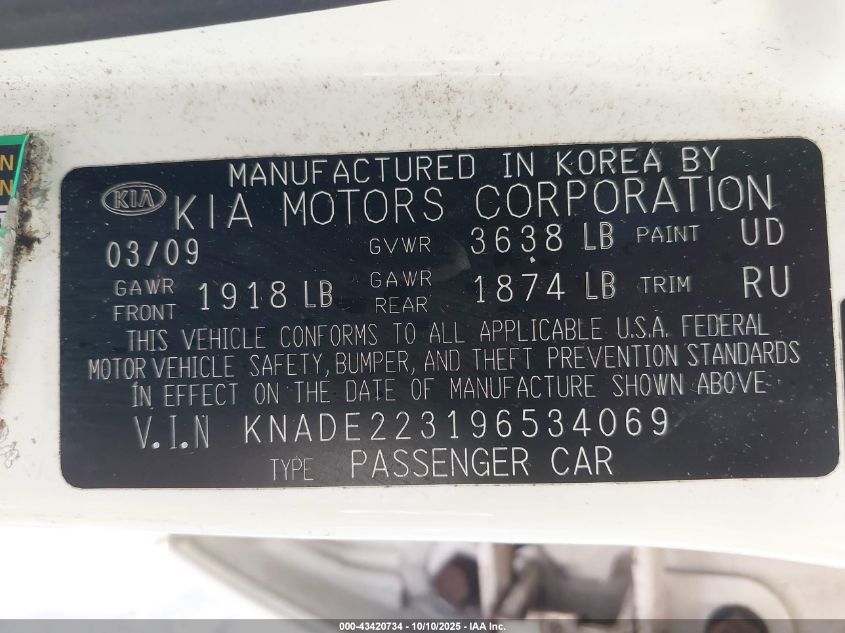 MANUFACTURED IN KOREA BY
KIA KIA MOTORS CORPORATION
03/09 GVWR 3638 LB PAINT UD
GAWR FRONT 1918 LB GAWR REAR 1874 LB TRIM RU
THIS VEHICLE CONFORMS TO ALL APPLICABLE U.S.A. FEDERAL
MOTOR VEHICLE SAFETY, BUMPER, AND THEFT PREVENTION STANDARDS
IN EFFECT ON THE DATE OF MANUFACTURE SHOWN ABOVE
V.I.N KNADE223196534069
TYPE PASSENGER CAR
000-43420734 - 10/10/2025 - IAA Inc.